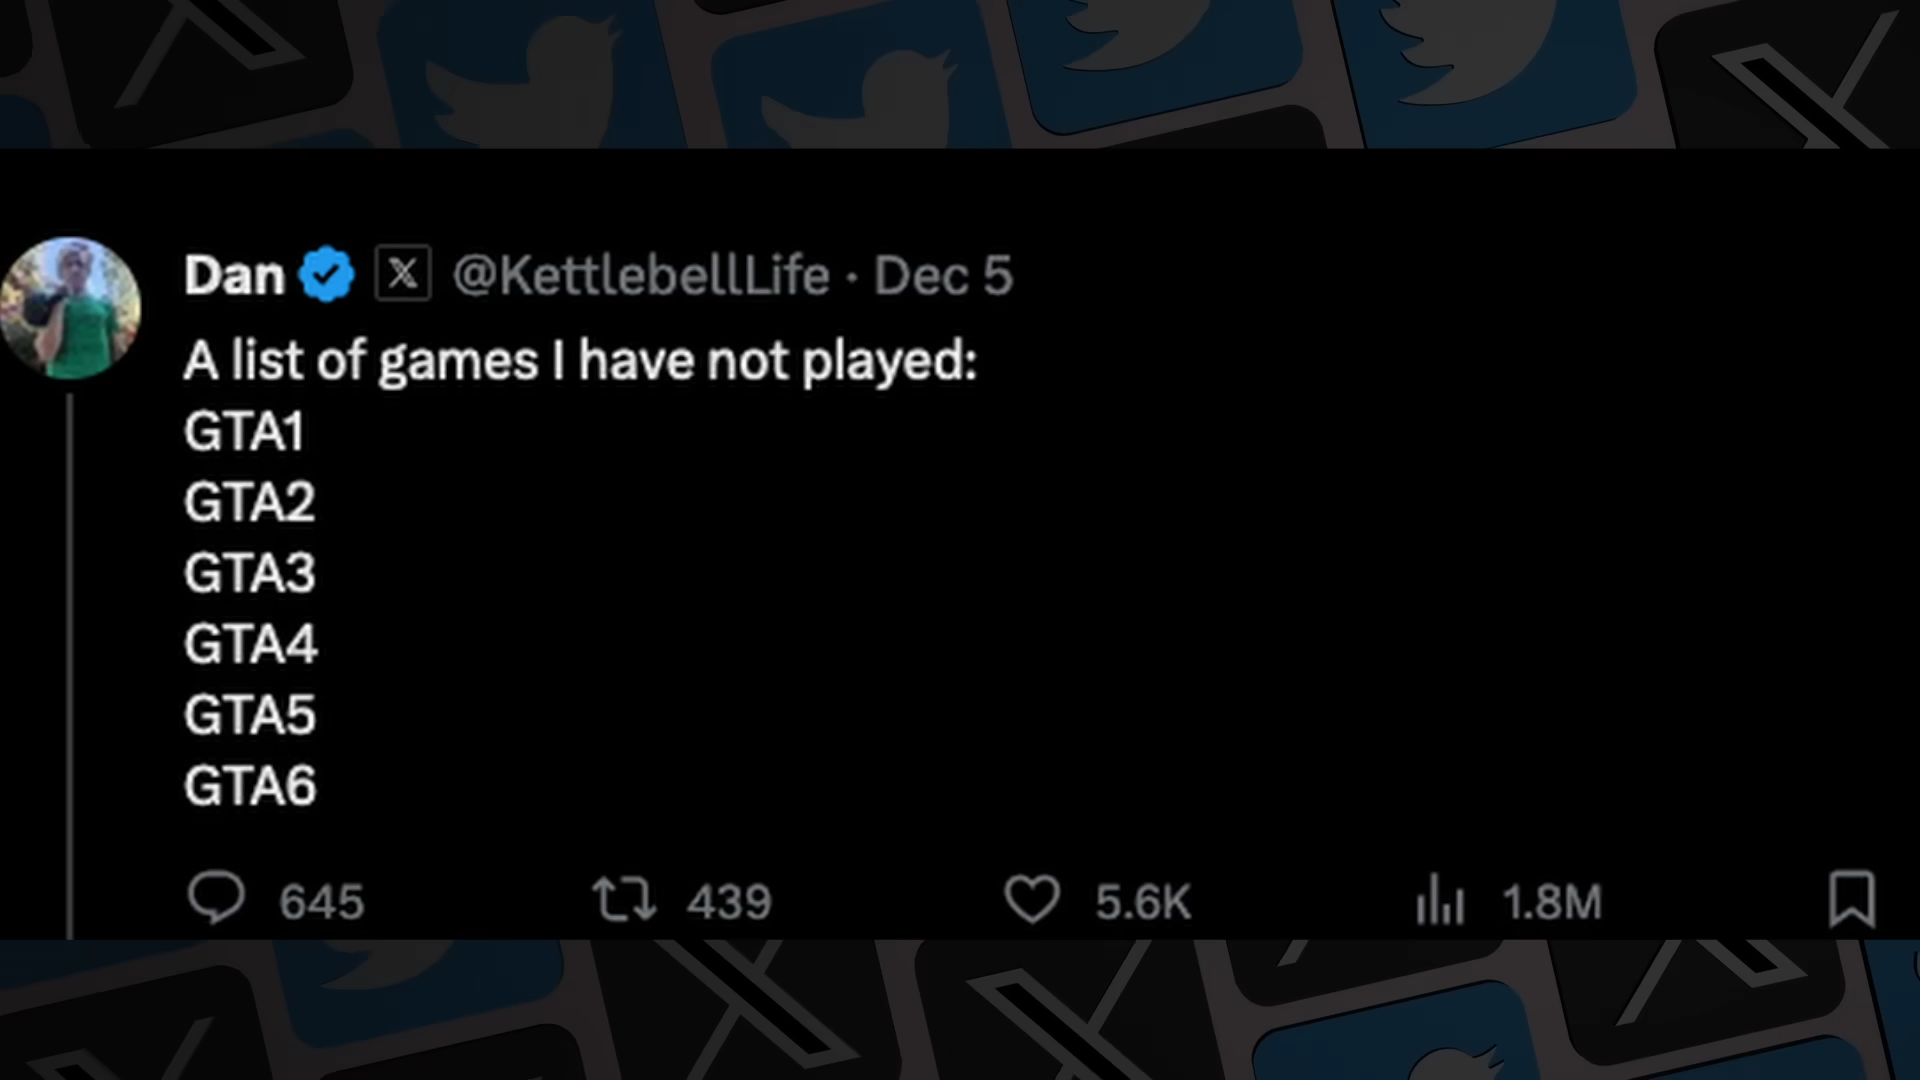 Dan @KettlebellLife · Dec 5
A list of games I have not played:
GTA1
GTA2
GTA3
GTA4
GTA5
GTA6
645 439 5.6K 1.8M